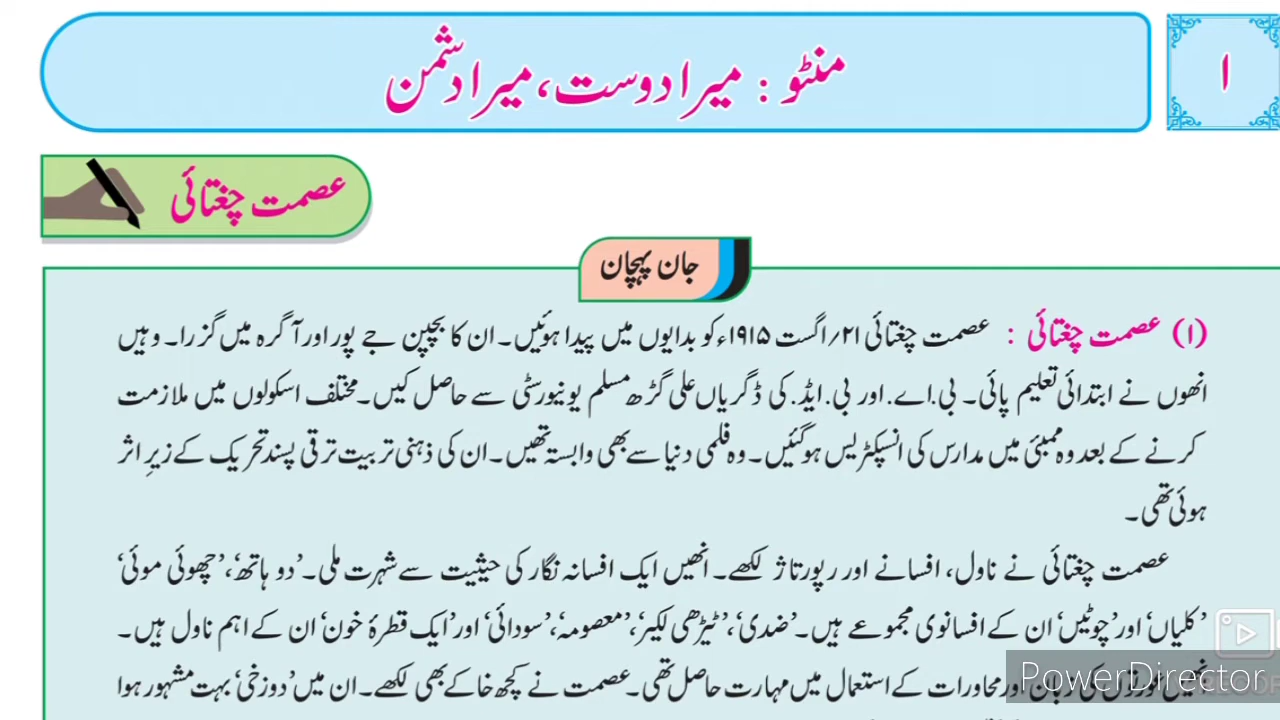 ۱
منٹو : میرا دوست، میرا دشمن
عصمت چغتائی
جان پہچان
(۱) عصمت چغتائی : عصمت چغتائی ۲۱؍اگست ۱۹۱۵ء کو بدایوں میں پیدا ہوئیں۔ ان کا بچپن جے پور اور آگرہ میں گزرا۔ وہیں
انھوں نے ابتدائی تعلیم پائی۔ بی.اے. اور بی.ایڈ. کی ڈگریاں علی گڑھ مسلم یونیورسٹی سے حاصل کیں۔ مختلف اسکولوں میں ملازمت
کرنے کے بعد وہ ممبئی میں مدارس کی انسپکٹریس ہوگئیں۔ وہ فلمی دنیا سے بھی وابستہ تھیں۔ ان کی ذہنی تربیت ترقی پسند تحریک کے زیرِ اثر
ہوئی تھی۔
عصمت چغتائی نے ناول، افسانے اور رپورتاژ لکھے۔ انھیں ایک افسانہ نگار کی حیثیت سے شہرت ملی۔ ’دو ہاتھ‘، ’چھوئی موئی‘
’کلیاں‘ اور ’چوٹیں‘ ان کے افسانوی مجموعے ہیں۔ ’ضدی‘، ’ٹیڑھی لکیر‘، ’معصومہ‘، ’سودائی‘ اور ’ایک قطرۂ خون‘ ان کے اہم ناول ہیں۔
کی زبان اور محاورات کے استعمال میں مہارت حاصل تھی۔ عصمت نے کچھ خاکے بھی لکھے۔ ان میں ’دوزخی‘ بہت مشہور ہوا
PowerDirector